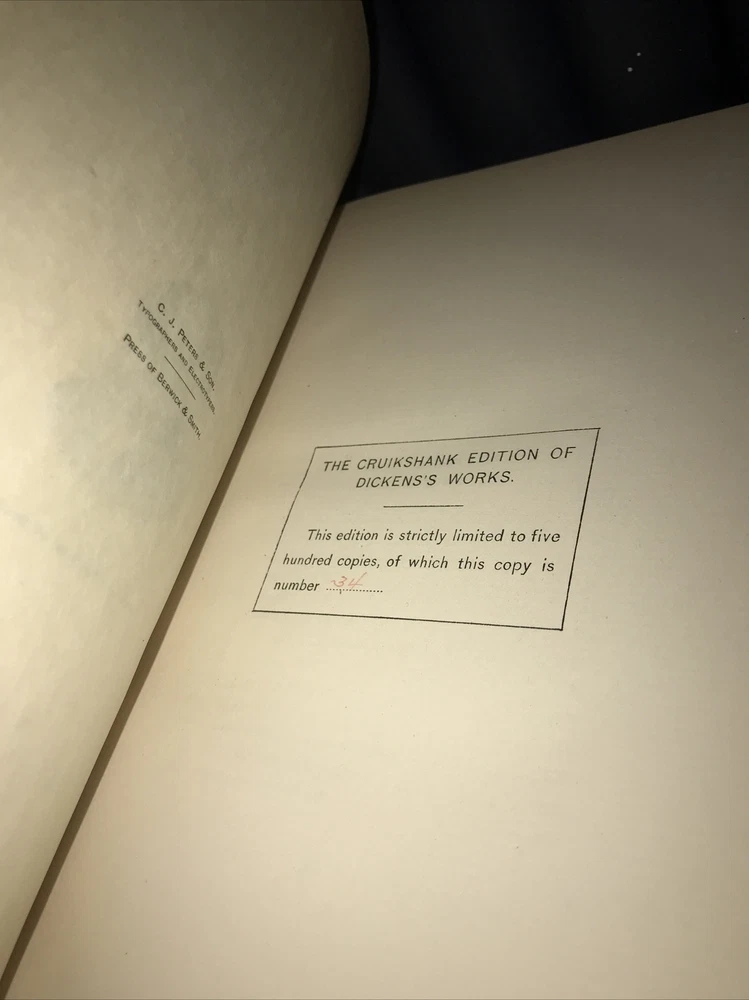 C. J. PETERS & SON,
TYPOGRAPHERS AND ELECTROTYPERS.
PRESS OF BERWICK & SMITH.
THE CRUIKSHANK EDITION OF
DICKENS'S WORKS.
This edition is strictly limited to five
hundred copies, of which this copy is
number 34